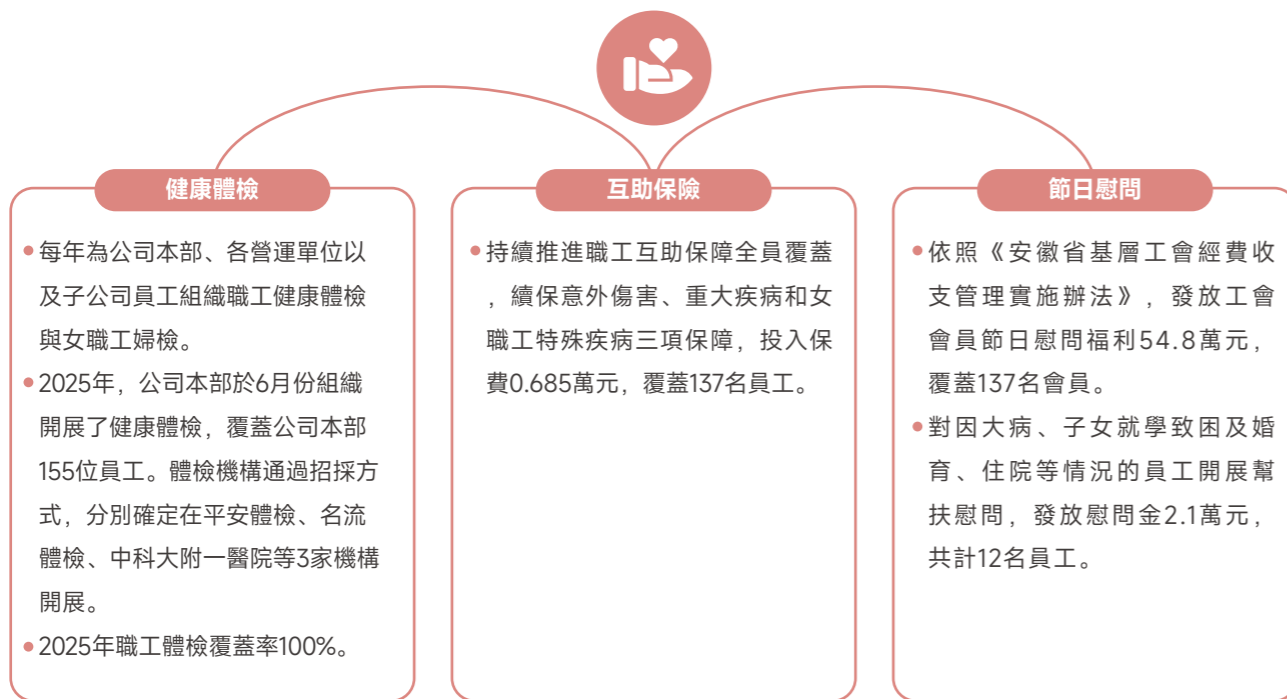 健康體檢
每年為公司本部、各營運單位以
及子公司員工組織職工健康體檢
與女職工婦檢。
2025年，公司本部於6月份組織
開展了健康體檢，覆蓋公司本部
155位員工。體檢機構通過招採方
式，分別確定在平安體檢、名流
體檢、中科大附一醫院等3家機構
開展。
2025年職工體檢覆蓋率100%。
互助保險
持續推進職工互助保障全員覆蓋
，續保意外傷害、重大疾病和女
職工特殊疾病三項保障，投入保
費0.685萬元，覆蓋137名員工。
節日慰問
依照《安徽省基層工會經費收
支管理實施辦法》，發放工會
會員節日慰問福利54.8萬元，
覆蓋137名會員。
對因大病、子女就學致困及婚
育、住院等情況的員工開展幫
扶慰問，發放慰問金2.1萬元，
共計12名員工。